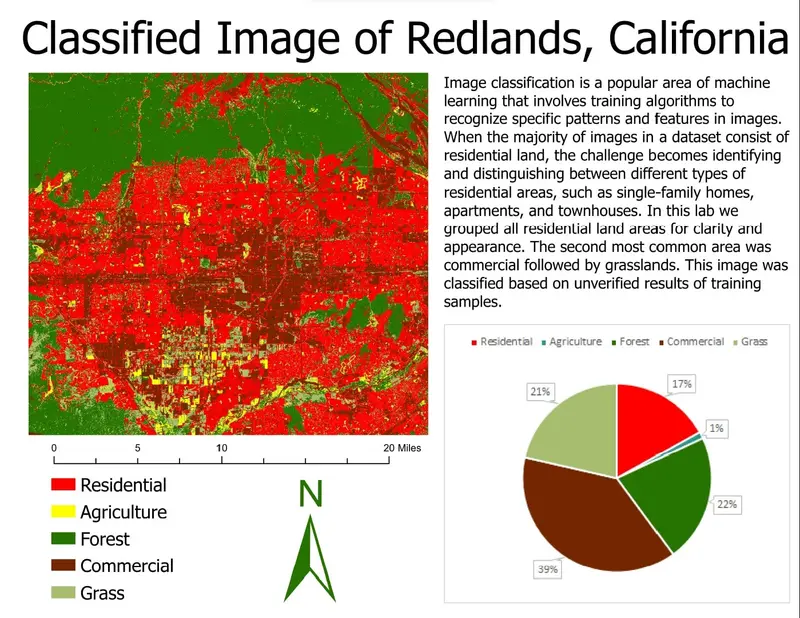 Classified Image of Redlands, California
Image classification is a popular area of machine
learning that involves training algorithms to
recognize specific patterns and features in images.
When the majority of images in a dataset consist of
residential land, the challenge becomes identifying
and distinguishing between different types of
residential areas, such as single-family homes,
apartments, and townhouses. In this lab we
grouped all residential land areas for clarity and
appearance. The second most common area was
commercial followed by grasslands. This image was
classified based on unverified results of training
samples.
0 5 10 20 Miles
Residential
Agriculture
Forest
Commercial
Grass
N
Residential Agriculture Forest Commercial Grass
21%
17%
1%
22%
39%